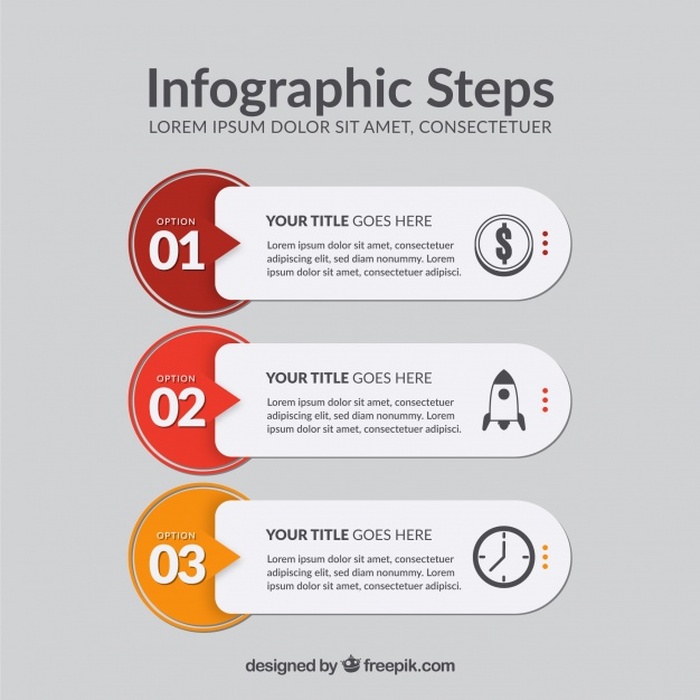 Infographic Steps
LOREM IPSUM DOLOR SIT AMET, CONSECTETUER
OPTION
01
YOUR TITLE GOES HERE
Lorem ipsum dolor sit amet, consectetuer
adipiscing elit, sed diam nonumm. Lorem
ipsum dolor sit amet, consectetuer adipisci.
$
OPTION
02
YOUR TITLE GOES HERE
Lorem ipsum dolor sit amet, consectetuer
adipiscing elit, sed diam nonumm. Lorem
ipsum dolor sit amet, consectetuer adipisci.
OPTION
03
YOUR TITLE GOES HERE
Lorem ipsum dolor sit amet, consectetuer
adipiscing elit, sed diam nonumm. Lorem
ipsum dolor sit amet, consectetuer adipisci.
designed by freepik.com